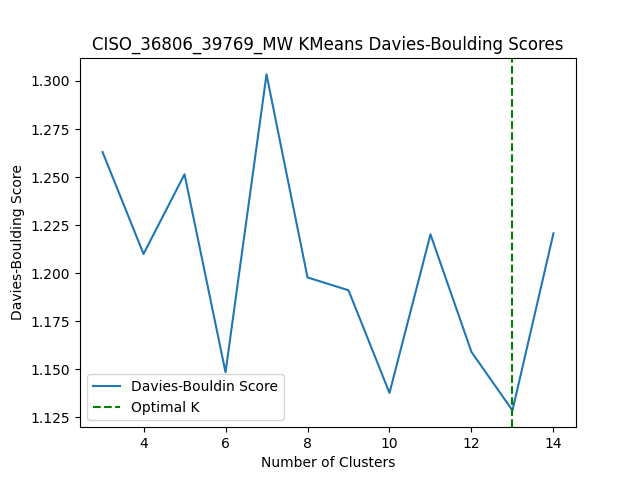 CISO_36806_39769_MW KMeans Davies-Boulding Scores
1.300
1.275
1.250
1.225
1.200
1.175
1.150
1.125
Davies-Boulding Score
Davies-Bouldin Score
Optimal K
4 6 8 10 12 14
Number of Clusters